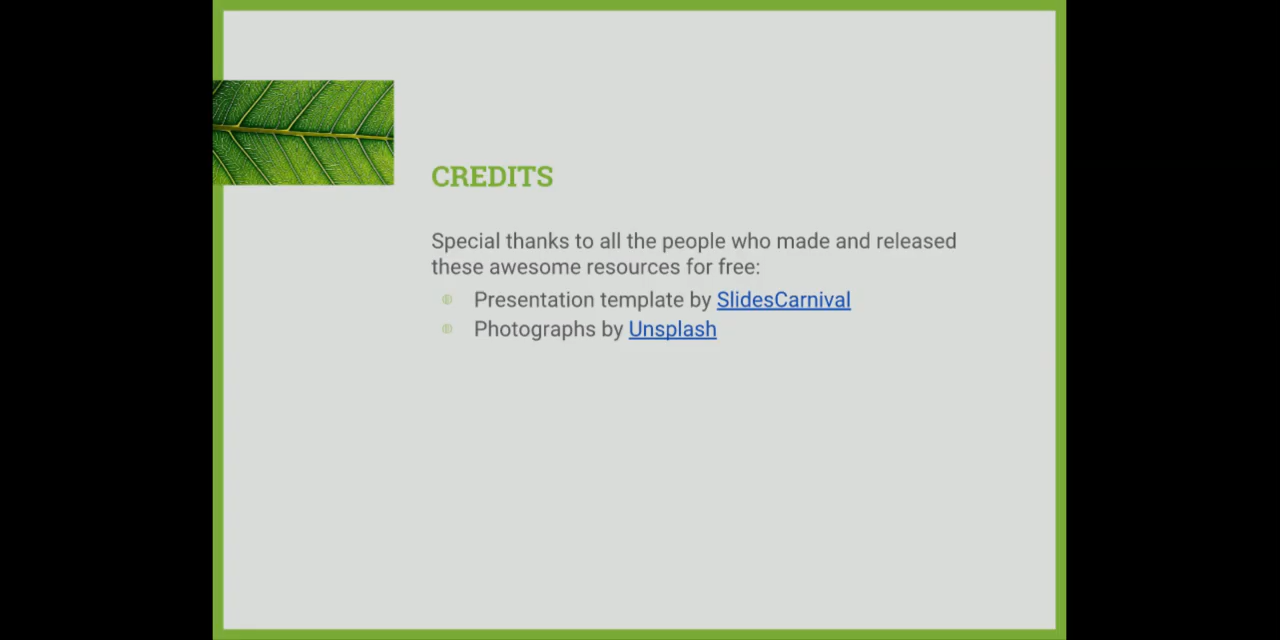 CREDITS
Special thanks to all the people who made and released
these awesome resources for free:
Presentation template by SlidesCarnival
Photographs by Unsplash